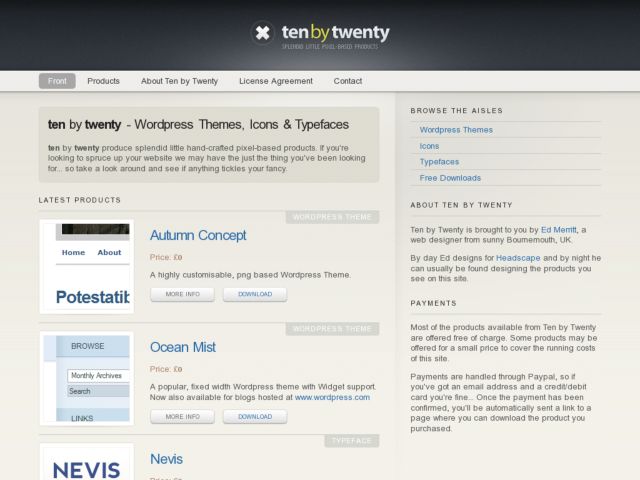 ten by twenty
SPLENDID LITTLE PIXEL-BASED PRODUCTS
Front Products About Ten by Twenty License Agreement Contact
ten by twenty - Wordpress Themes, Icons & Typefaces
ten by twenty produce splendid little hand-crafted pixel-based products. If you're
looking to spruce up your website we may have the just the thing you've been looking
for... so take a look around and see if anything tickles your fancy.
LATEST PRODUCTS
WORDPRESS THEME
Home About
Potestatib
Autumn Concept
Price: £0
A highly customisable, png based Wordpress Theme.
MORE INFO DOWNLOAD
WORDPRESS THEME
BROWSE
Monthly Archives
Search
LINKS
Ocean Mist
Price: £0
A popular, fixed width Wordpress theme with Widget support.
Now also available for blogs hosted at www.wordpress.com
MORE INFO DOWNLOAD
TYPEFACE
NEVIS
Nevis
Price: £0
BROWSE THE AISLES
Wordpress Themes
Icons
Typefaces
Free Downloads
ABOUT TEN BY TWENTY
Ten by Twenty is brought to you by Ed Merritt, a
web designer from sunny Bournemouth, UK.
By day Ed designs for Headscape and by night he
can usually be found designing the products you
see on this site.
PAYMENTS
Most of the products available from Ten by Twenty
are offered free of charge. Some products may be
offered for a small price to cover the running costs
of this site.
Payments are handled through Paypal, so if
you've got an email address and a credit/debit
card you're fine... Once the payment has been
confirmed, you'll be automatically sent a link to a
page where you can download the product you
purchased.